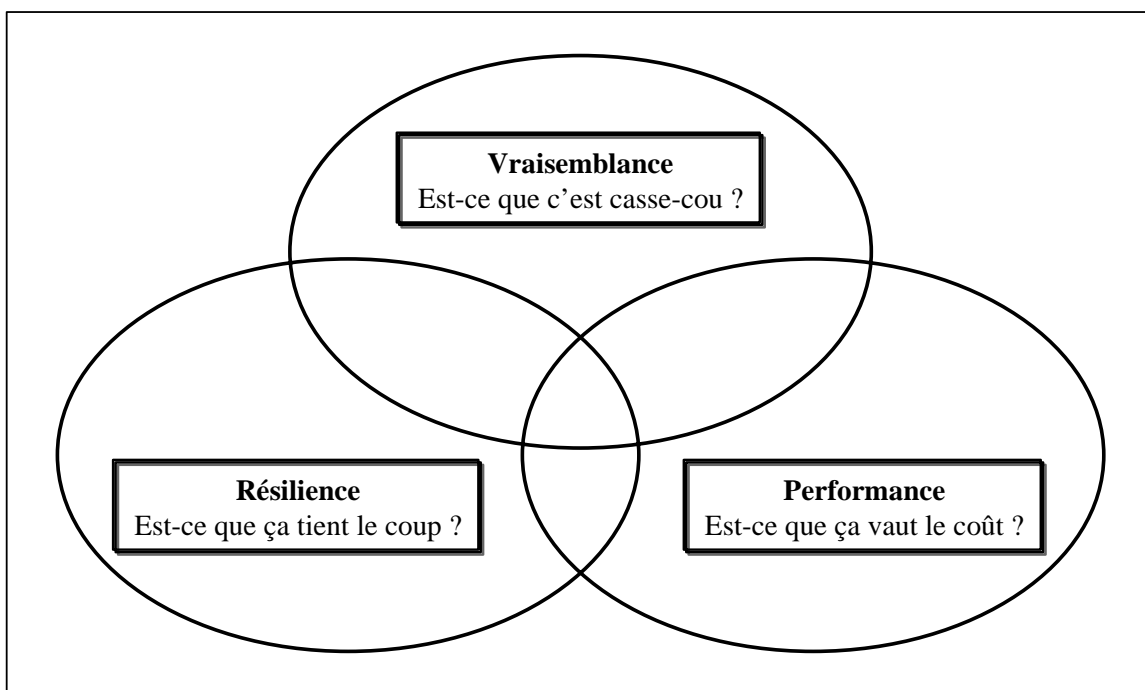 Vraisemblance
Est-ce que c’est casse-cou ?
Résilience
Est-ce que ça tient le coup ?
Performance
Est-ce que ça vaut le coût ?